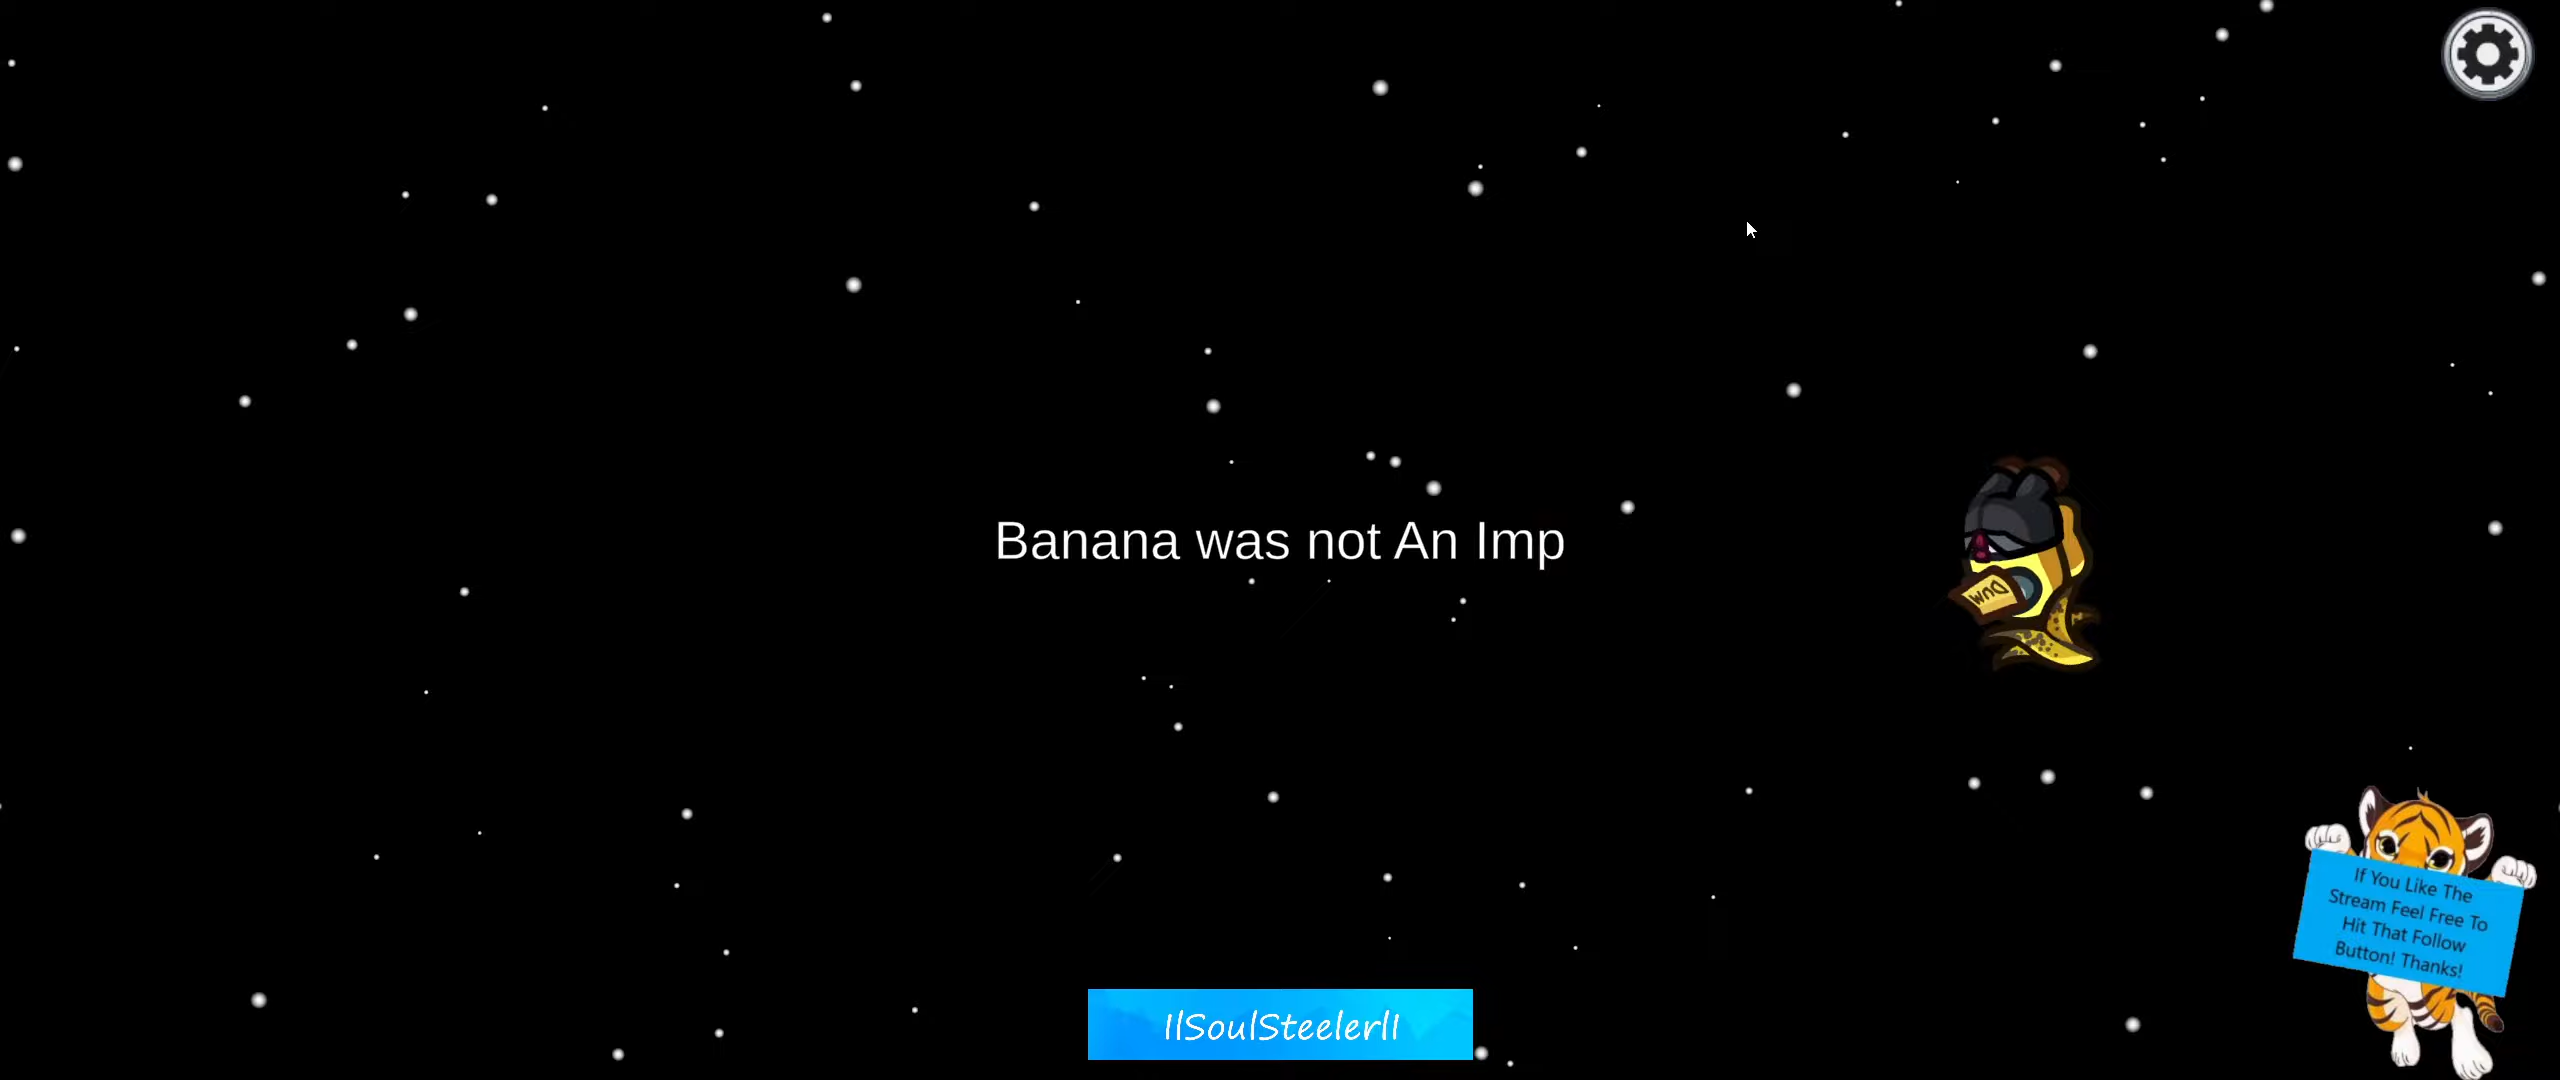 Banana was not An Imp
DUM
If You Like The
Stream Feel Free To
Hit That Follow
Button! Thanks!
IlSoulSteelerlI